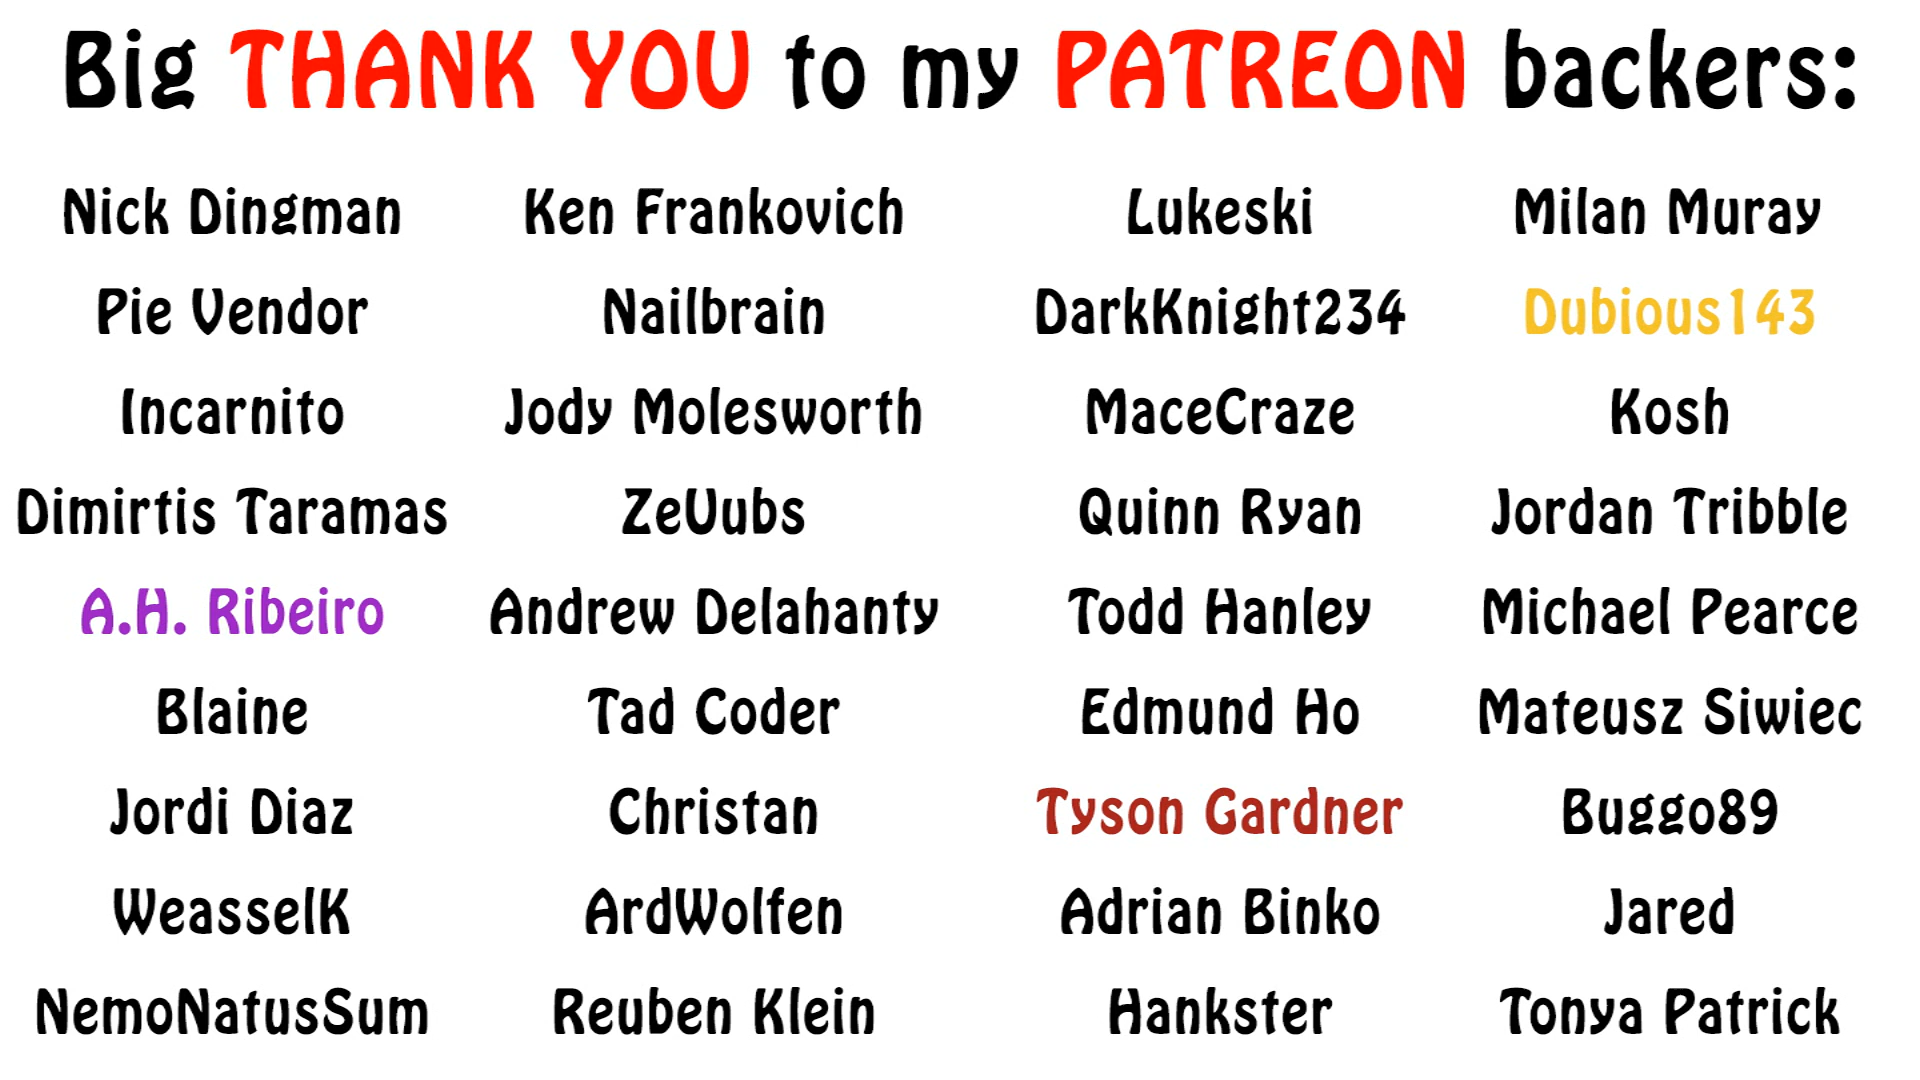 Big THANK YOU to my PATREON backers:
Nick Dingman Ken Frankovich Lukeski Milan Muray
Pie Vendor Nailbrain DarkKnight234 Dubious143
Incarnito Jody Molesworth MaceCraze Kosh
Dimirtis Taramas ZeUubs Quinn Ryan Jordan Tribble
A.H. Ribeiro Andrew Delahanty Todd Hanley Michael Pearce
Blaine Tad Coder Edmund Ho Mateusz Siwiec
Jordi Diaz Christan Tyson Gardner Buggo89
WeasselK ArdWolfen Adrian Binko Jared
NemoNatusSum Reuben Klein Hankster Tonya Patrick